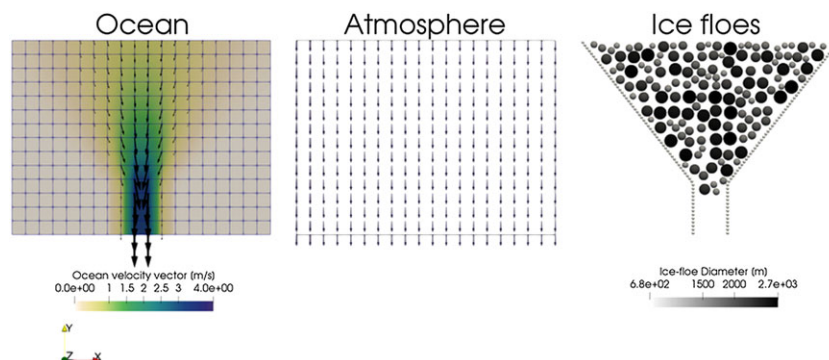 Ocean
Atmosphere
Ice floes
Ocean velocity vector (m/s)
0.0e+00 1 1.5 2 2.5 3 4.0e+00
Ice-floe Diameter (m)
6.8e+02 1500 2000 2.7e+03
Y
Z X